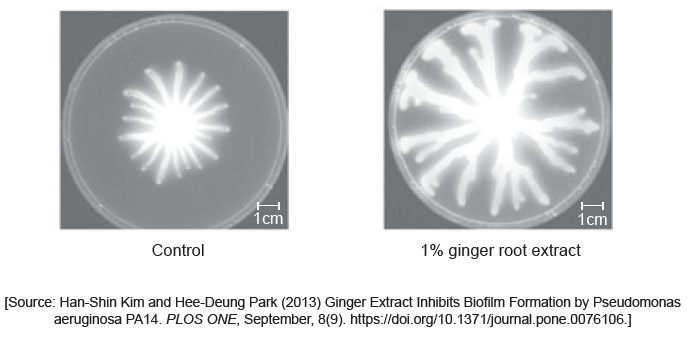 1cm
1cm
Control
1% ginger root extract
[Source: Han-Shin Kim and Hee-Deung Park (2013) Ginger Extract Inhibits Biofilm Formation by Pseudomonas
aeruginosa PA14. PLOS ONE, September, 8(9). https://doi.org/10.1371/journal.pone.0076106.]